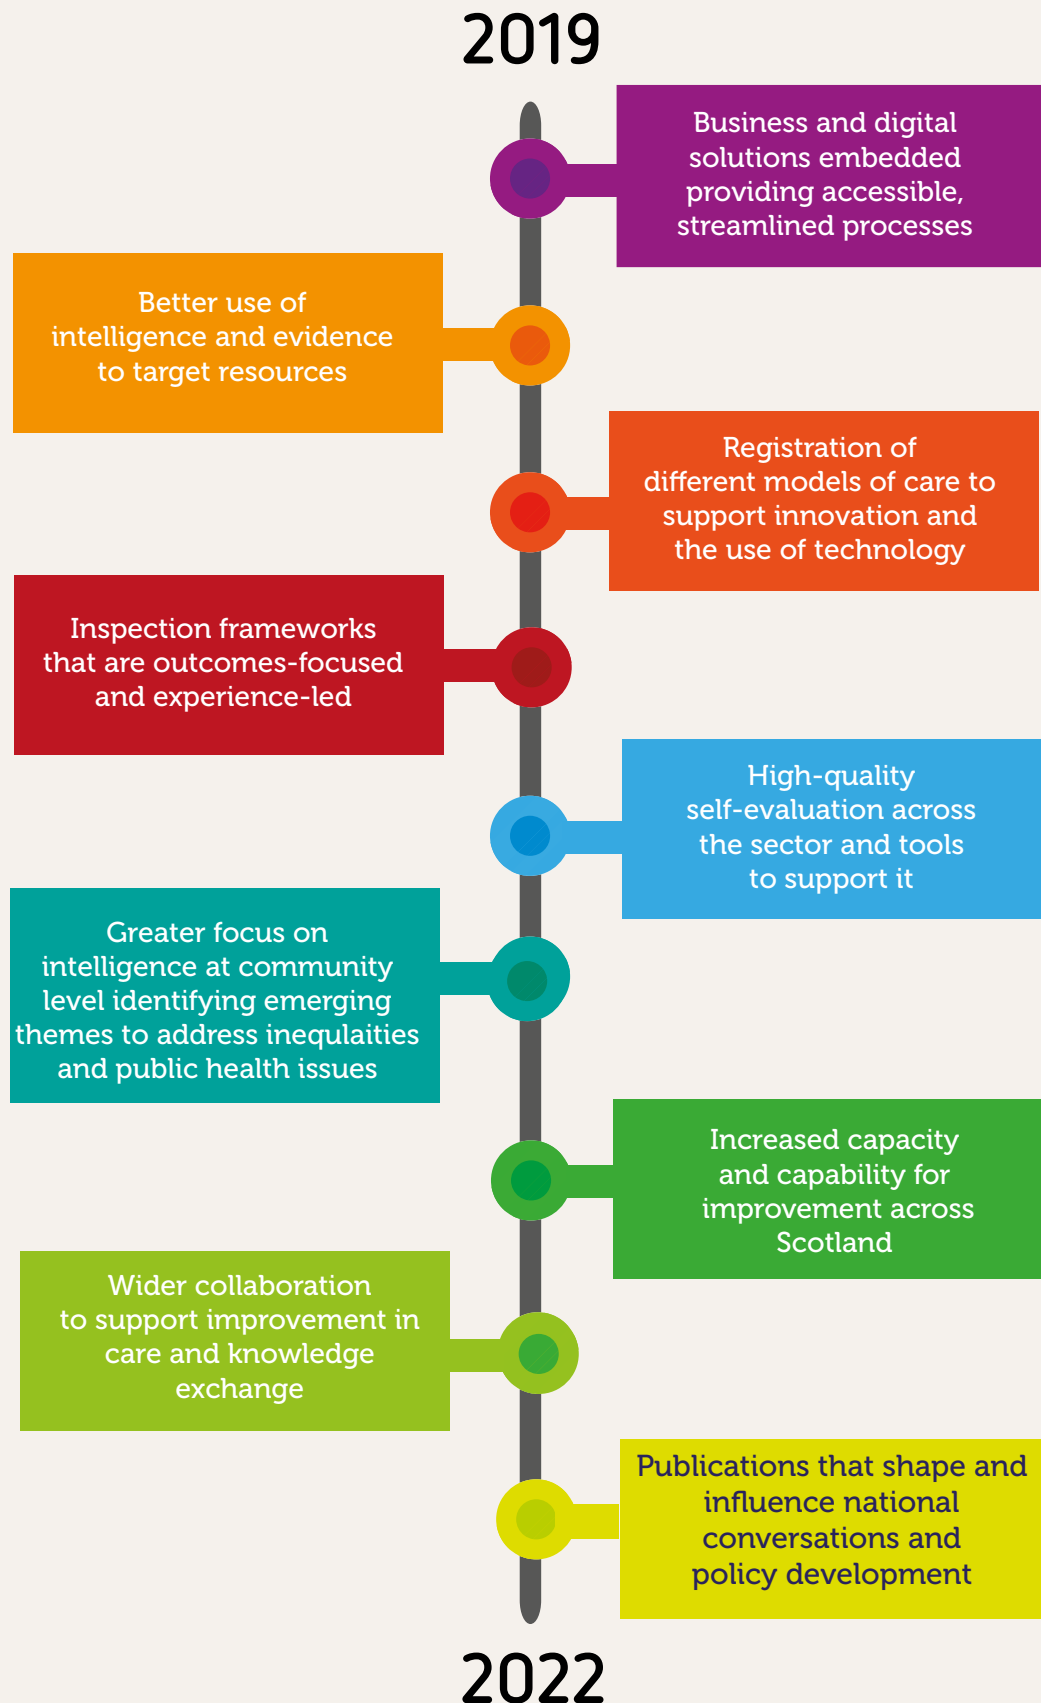 2019
Business and digital
solutions embedded
providing accessible,
streamlined processes
Better use of
intelligence and evidence
to target resources
Registration of
different models of care to
support innovation and
the use of technology
Inspection frameworks
that are outcomes-focused
and experience-led
High-quality
self-evaluation across
the sector and tools
to support it
Greater focus on
intelligence at community
level identifying emerging
themes to address inequlaities
and public health issues
Increased capacity
and capability for
improvement across
Scotland
Wider collaboration
to support improvement in
care and knowledge
exchange
Publications that shape and
influence national
conversations and
policy development
2022